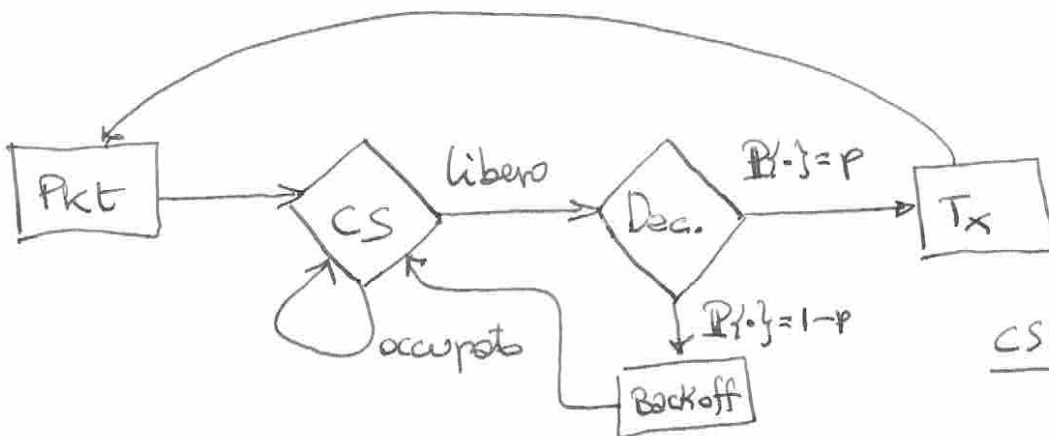 Pkt
CS
libero
Dec.
P{·}=p
Tx
occupato
P{·}=1-p
Backoff
CS